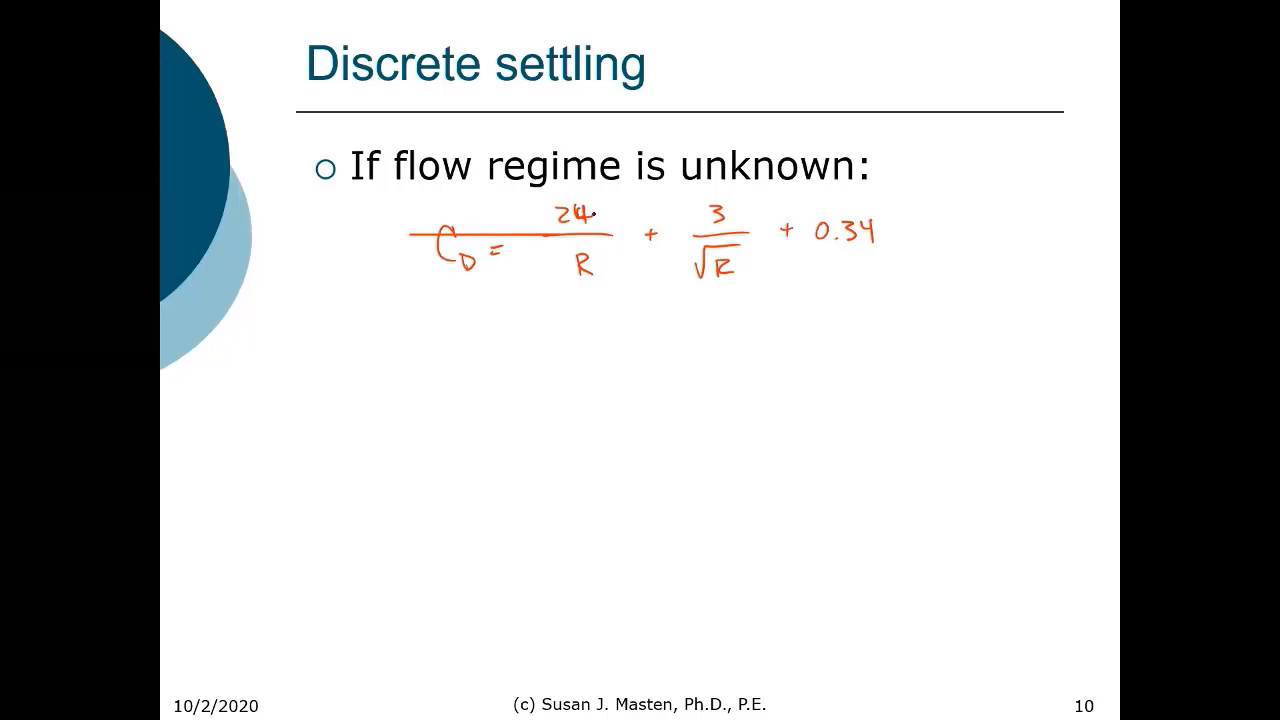 Discrete settling
If flow regime is unknown:
C_D = 24/R + 3/√R + 0.34
10/2/2020
(c) Susan J. Masten, Ph.D., P.E.
10